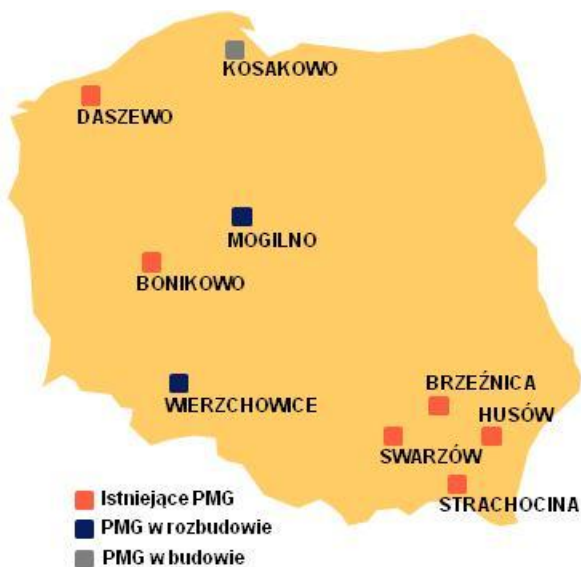 KOSAKOWO
DASZEWO
MOGILNO
BONIKOWO
WIERZCHOWICE
BRZEŹNICA
HUSÓW
SWARZÓW
STRACHOCINA
Istniejące PMG
PMG w rozbudowie
PMG w budowie